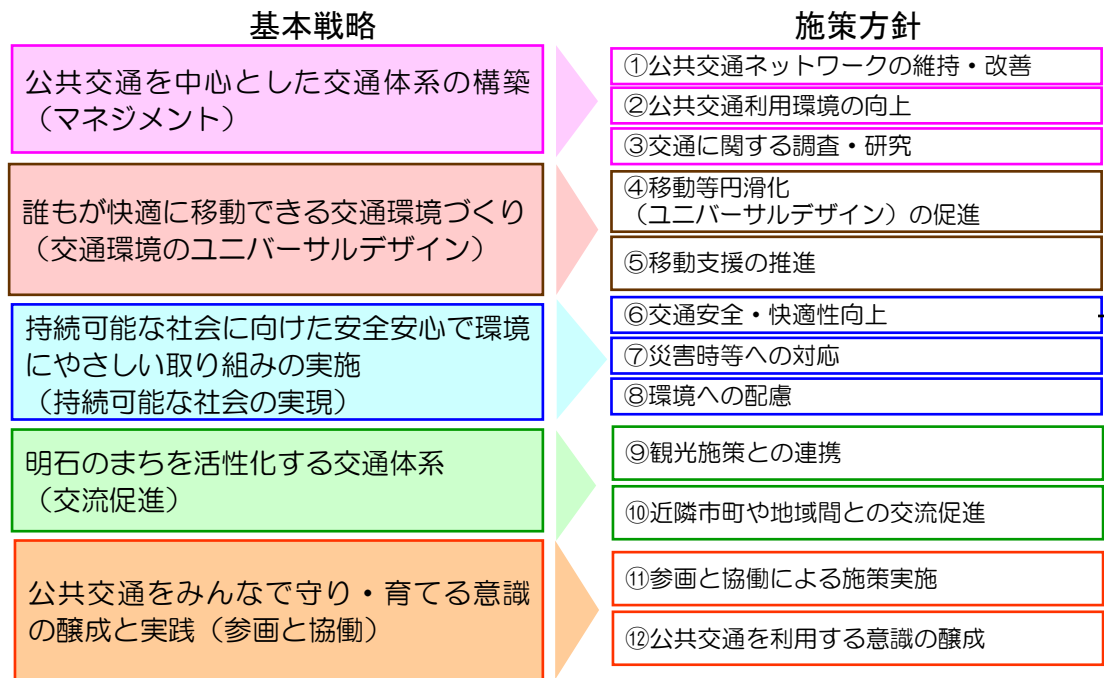 基本戦略
施策方針
公共交通を中心とした交通体系の構築
（マネジメント）
①公共交通ネットワークの維持・改善
②公共交通利用環境の向上
③交通に関する調査・研究
誰もが快適に移動できる交通環境づくり
（交通環境のユニバーサルデザイン）
④移動等円滑化
（ユニバーサルデザイン）の促進
⑤移動支援の推進
持続可能な社会に向けた安全安心で環境
にやさしい取り組みの実施
（持続可能な社会の実現）
⑥交通安全・快適性向上
⑦災害時等への対応
⑧環境への配慮
明石のまちを活性化する交通体系
（交流促進）
⑨観光施策との連携
⑩近隣市町や地域間との交流促進
公共交通をみんなで守り・育てる意識
の醸成と実践（参画と協働）
⑪参画と協働による施策実施
⑫公共交通を利用する意識の醸成